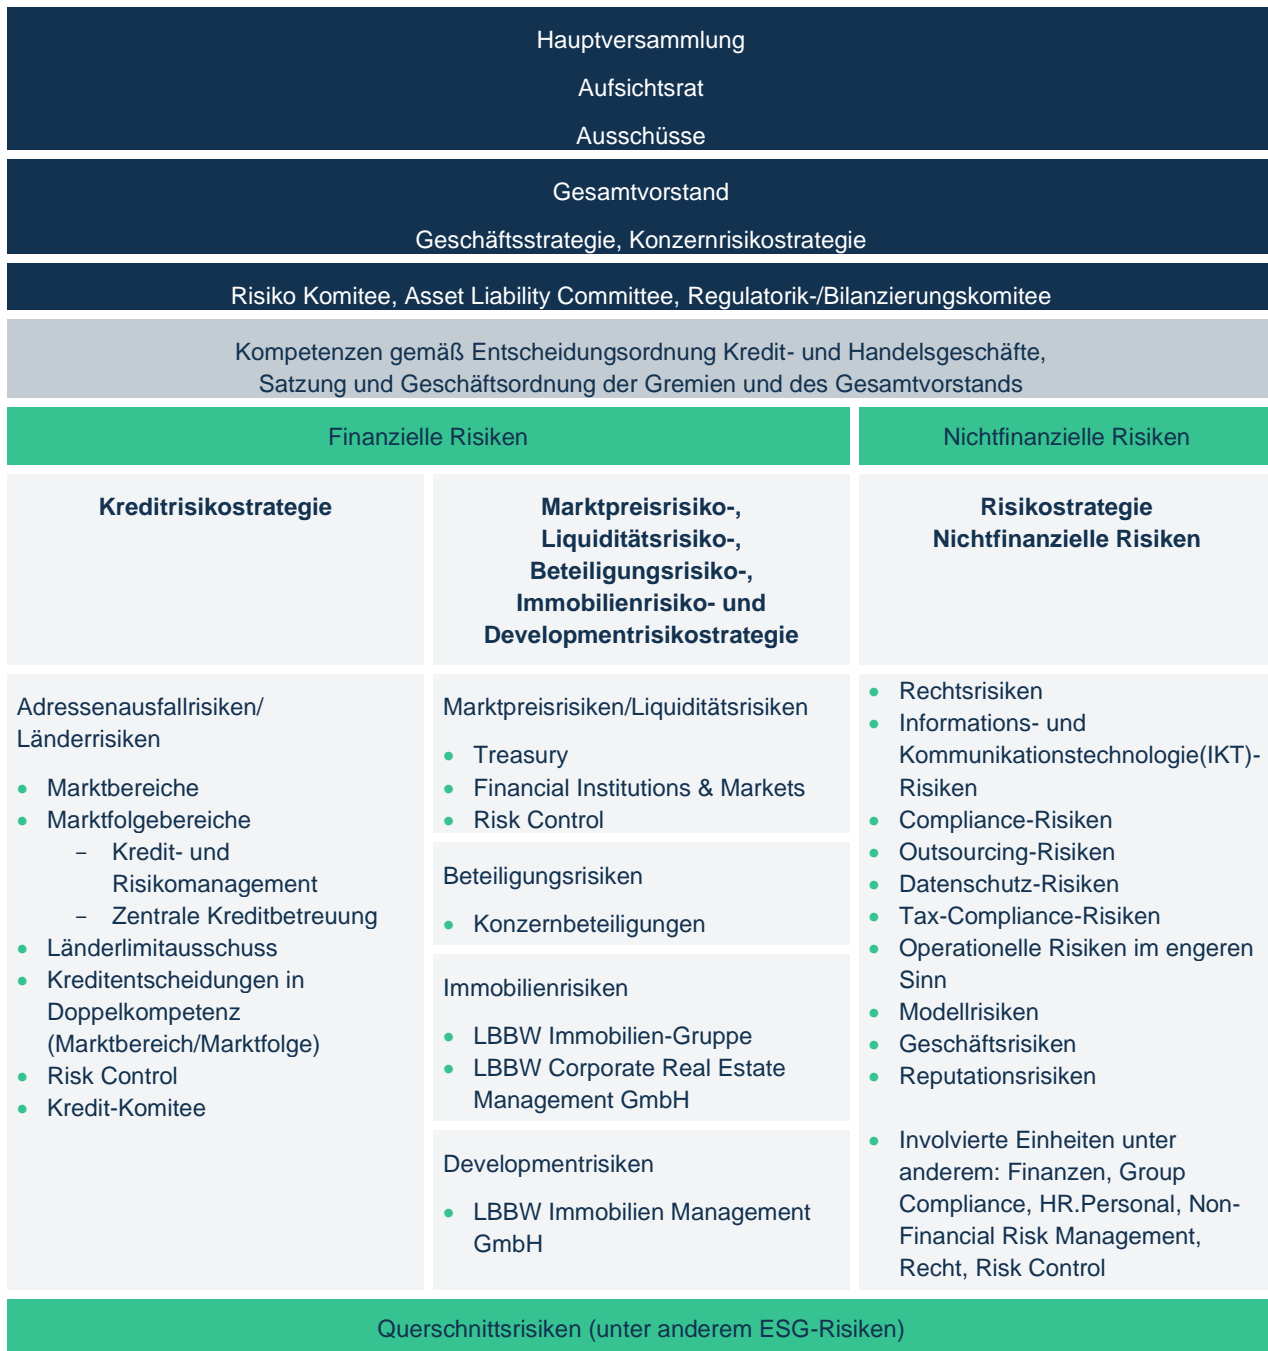 Hauptversammlung
Aufsichtsrat
Ausschüsse
Gesamtvorstand
Geschäftsstrategie, Konzernrisikostrategie
Risiko Komitee, Asset Liability Committee, Regulatorik-/Bilanzierungskomitee
Kompetenzen gemäß Entscheidungsordnung Kredit- und Handelsgeschäfte,
Satzung und Geschäftsordnung der Gremien und des Gesamtvorstands
Finanzielle Risiken
Nichtfinanzielle Risiken
Kreditrisikostrategie
Marktpreisrisiko-,
Liquiditätsrisiko-,
Beteiligungsrisiko-,
Immobilienrisiko- und
Developmentrisikostrategie
Risikostrategie
Nichtfinanzielle Risiken
Adressenausfallrisiken/
Länderrisiken
• Marktbereiche
• Marktfolgebereiche
– Kredit- und
Risikomanagement
– Zentrale Kreditbetreuung
• Länderlimitausschuss
• Kreditentscheidungen in
Doppelkompetenz
(Marktbereich/Marktfolge)
• Risk Control
• Kredit-Komitee
Marktpreisrisiken/Liquiditätsrisiken
• Treasury
• Financial Institutions & Markets
• Risk Control
Beteiligungsrisiken
• Konzernbeteiligungen
Immobilienrisiken
• LBBW Immobilien-Gruppe
• LBBW Corporate Real Estate
Management GmbH
Developmentrisiken
• LBBW Immobilien Management
GmbH
• Rechtsrisiken
• Informations- und
Kommunikationstechnologie(IKT)-
Risiken
• Compliance-Risiken
• Outsourcing-Risiken
• Datenschutz-Risiken
• Tax-Compliance-Risiken
• Operationelle Risiken im engeren
Sinn
• Modellrisiken
• Geschäftsrisiken
• Reputationsrisiken
• Involvierte Einheiten unter
anderem: Finanzen, Group
Compliance, HR.Personal, Non-
Financial Risk Management,
Recht, Risk Control
Querschnittsrisiken (unter anderem ESG-Risiken)